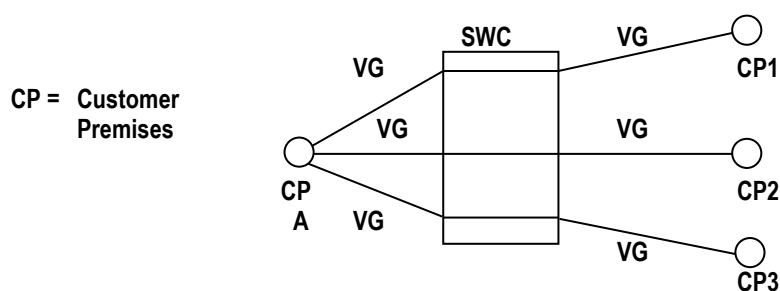 SWC
VG
VG
CP1
CP = Customer
Premises
VG
VG
CP
A
CP2
VG
VG
CP3